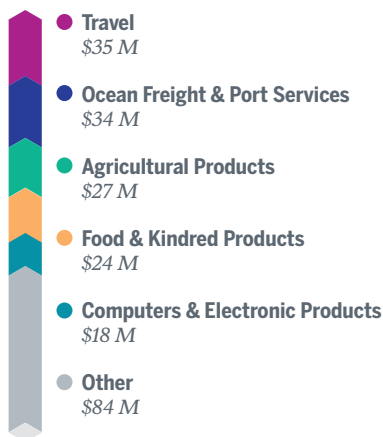 Travel
$35 M
Ocean Freight & Port Services
$34 M
Agricultural Products
$27 M
Food & Kindred Products
$24 M
Computers & Electronic Products
$18 M
Other
$84 M